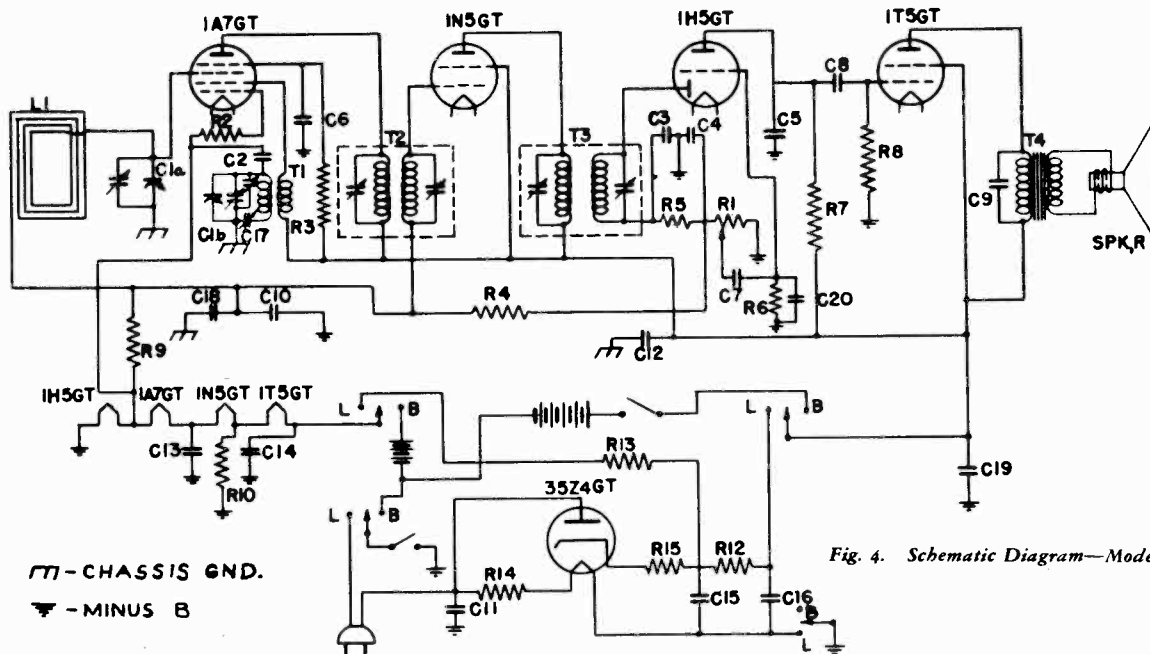 1A7GT 1N5GT 1H5GT 1T5GT
L1
R2
C6
C8
C1a
C2
T1
T2
T3
C3
C4
C5
R8
T4
R3
R5
R1
R7
C9
C1b
C17
SPK,R
C18
C10
R4
C7
R6
C20
C12
R9
1H5GT 1A7GT 1N5GT 1T5GT
L B
L B
C13
C14
R10
R13
C19
35Z4GT
L B
R15
R12
Fig. 4. Schematic Diagram—Mode
CHASSIS GND.
R14
MINUS B
C11
C15
C16
B
L